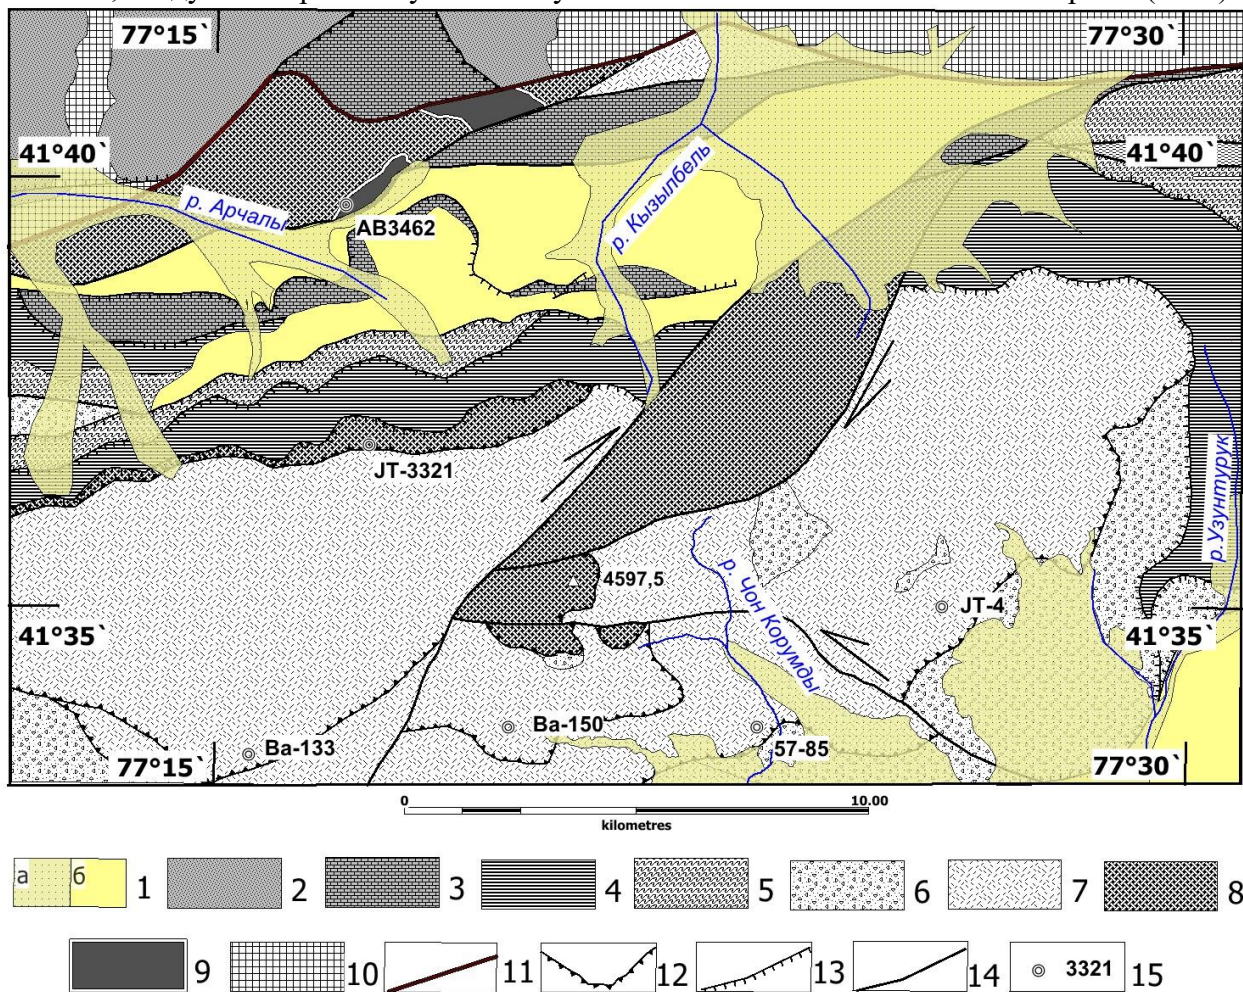 77°15`
77°30`
41°40`
41°40`
р. Арчалы
р. Кызылбель
АВ3462
JT-3321
р. Узунтурук
4597,5
р. Чон Корумды
JT-4
41°35`
41°35`
Ва-150
Ва-133
57-85
77°15`
77°30`
0 10.00
kilometres
а б 1 2 3 4 5 6 7 8
9 10 11 12 13 14 3321 15